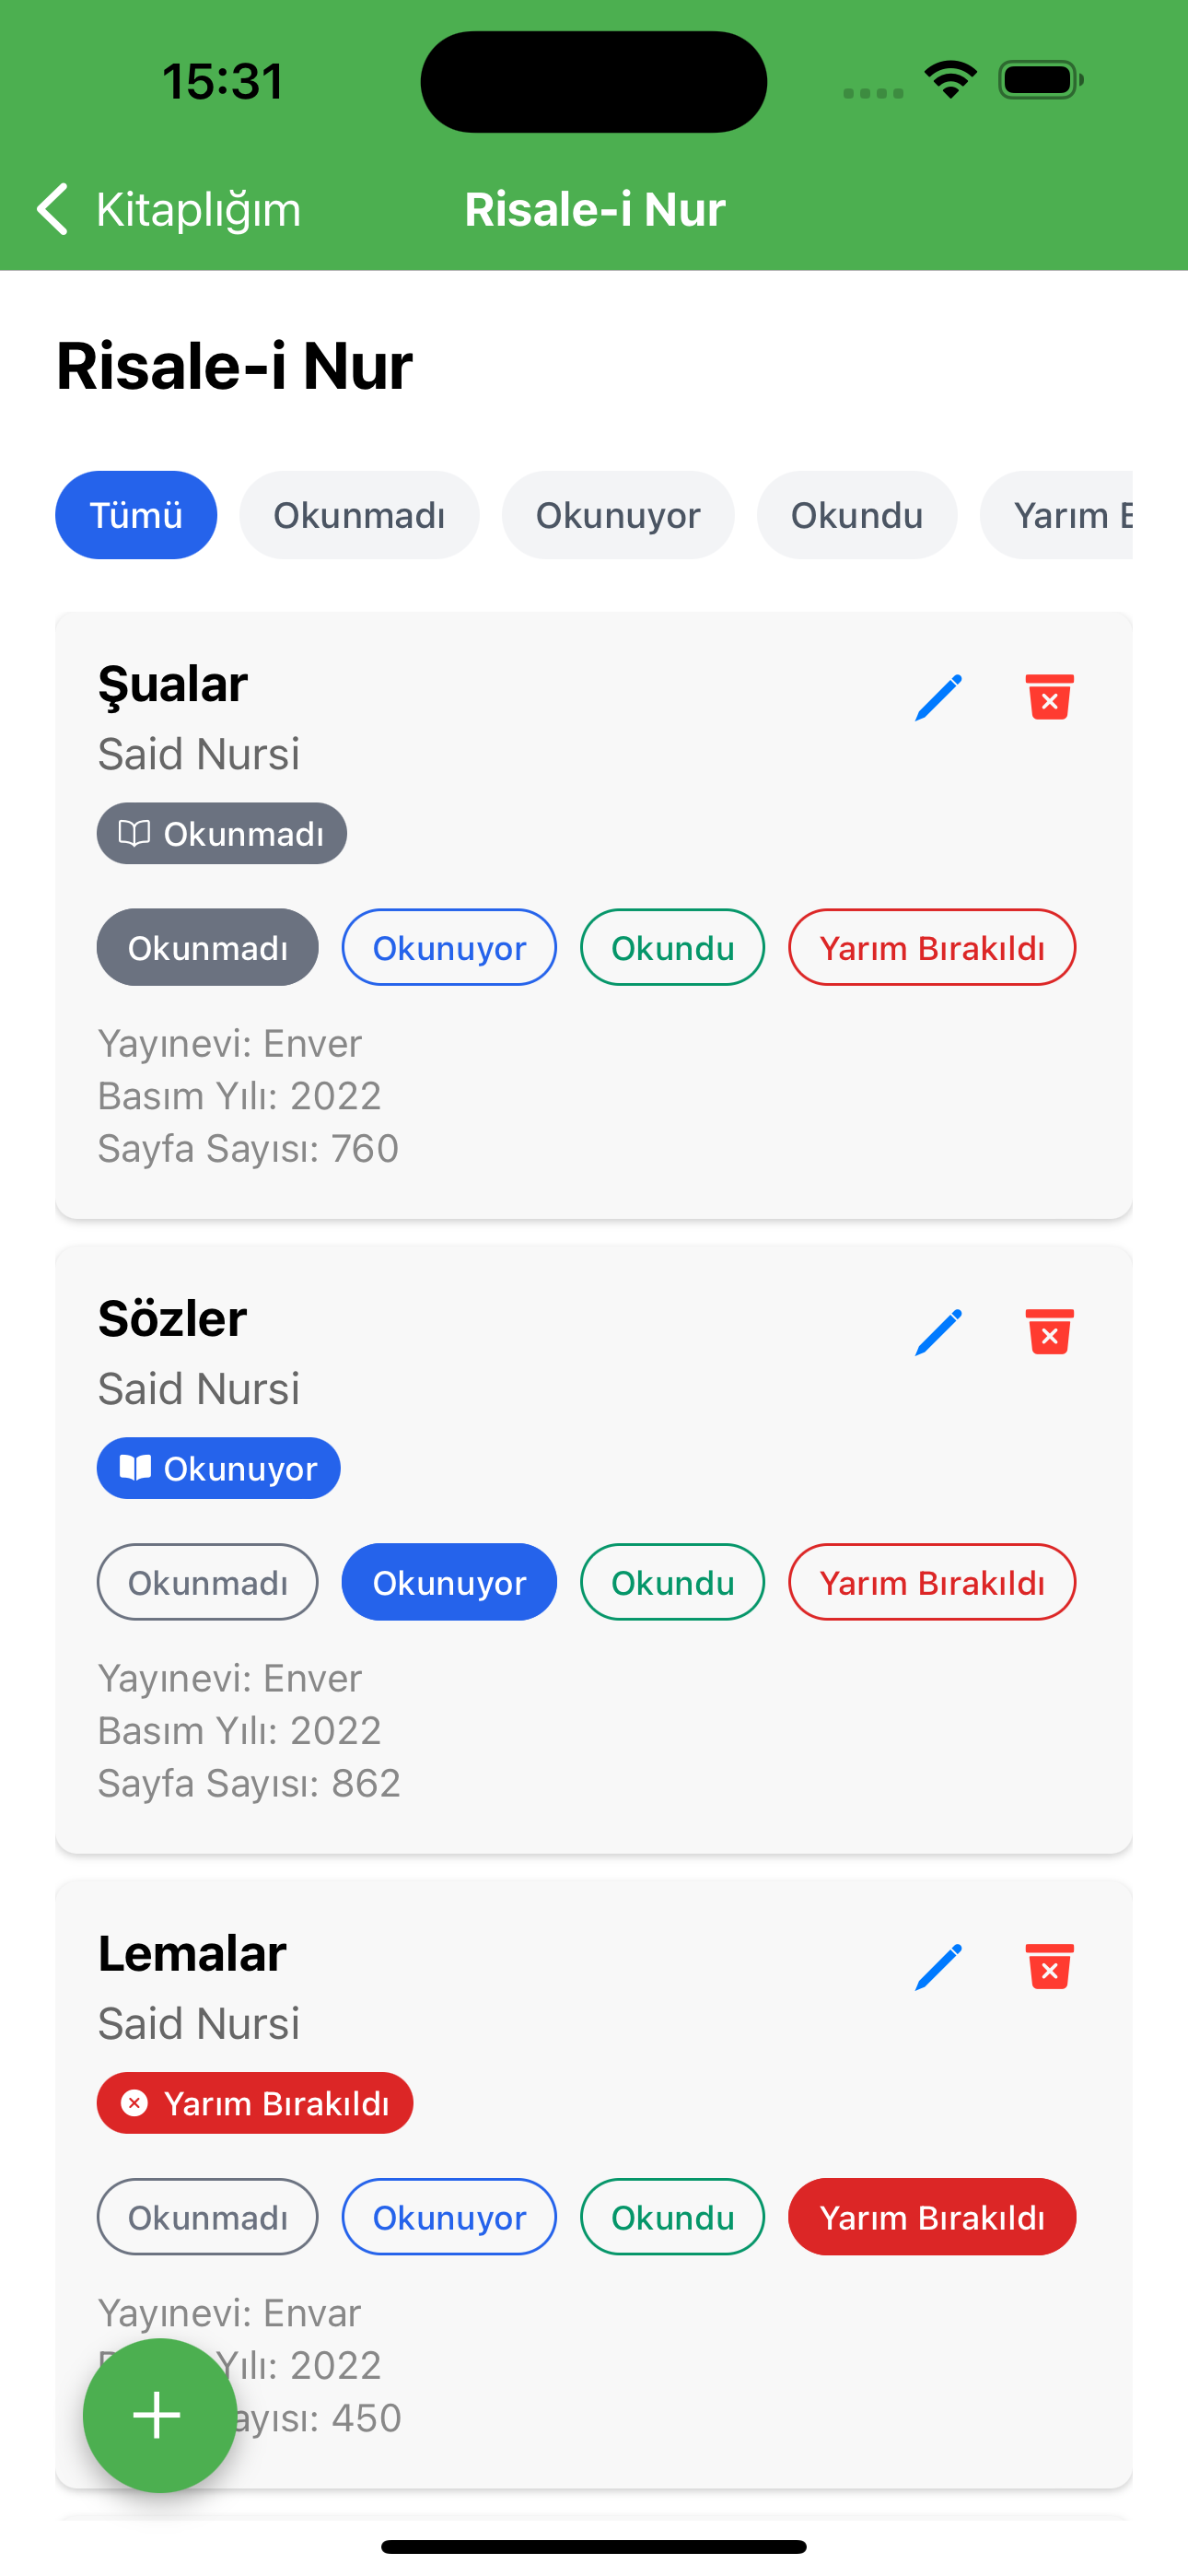 15:31
Kitaplığım
Risale-i Nur
Risale-i Nur
Tümü Okunmadı Okunuyor Okundu Yarım
Şualar
Said Nursi
Okunmadı
Okunmadı Okunuyor Okundu Yarım Bırakıldı
Yayınevi: Enver
Basım Yılı: 2022
Sayfa Sayısı: 760
Sözler
Said Nursi
Okunuyor
Okunmadı Okunuyor Okundu Yarım Bırakıldı
Yayınevi: Enver
Basım Yılı: 2022
Sayfa Sayısı: 862
Lemalar
Said Nursi
Yarım Bırakıldı
Okunmadı Okunuyor Okundu Yarım Bırakıldı
Yayınevi: Envar
Yılı: 2022
ayısı: 450